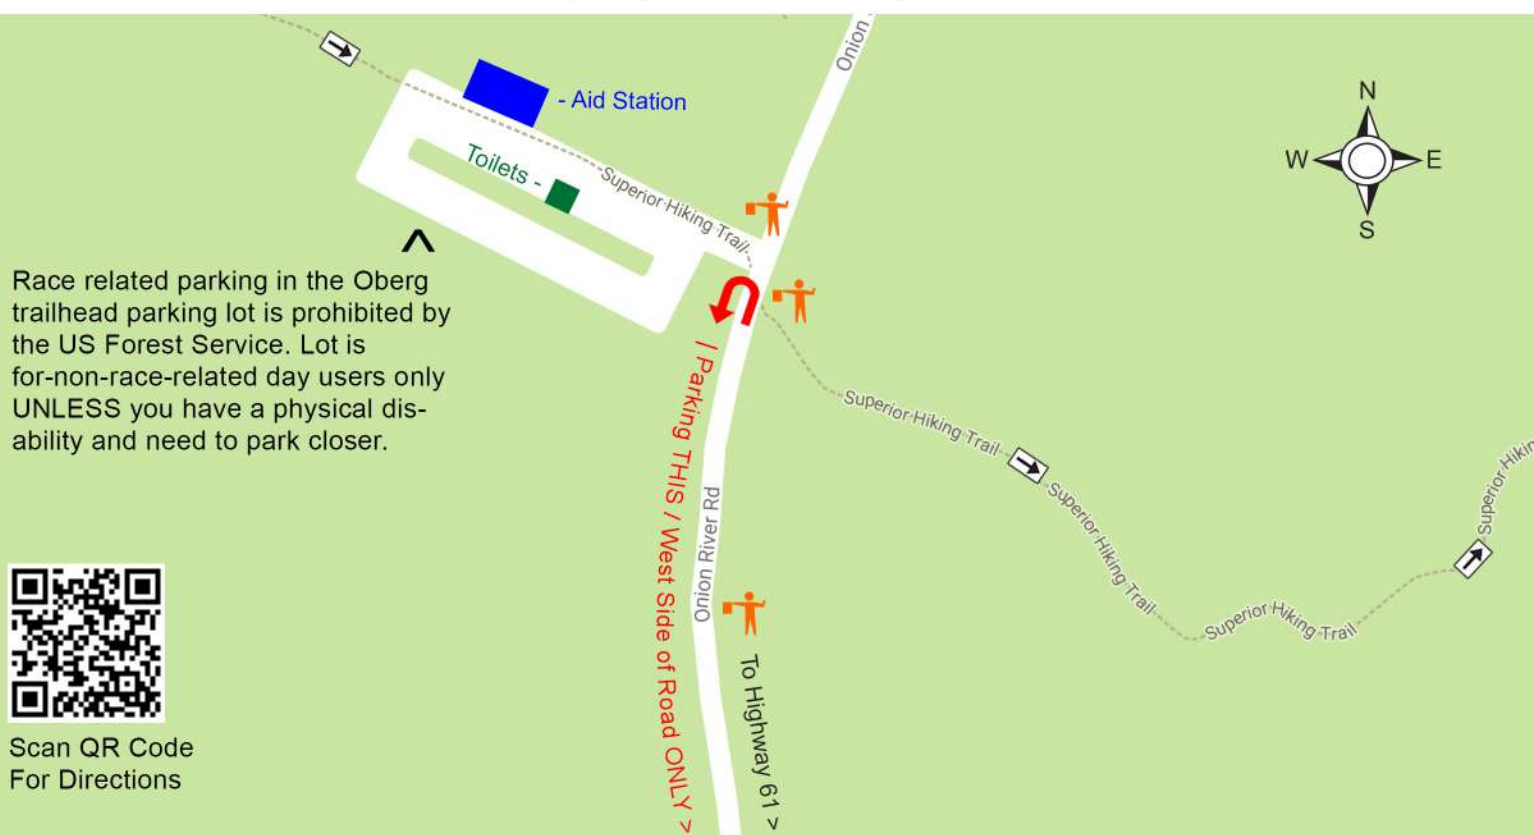 Onion
N
W E
S
- Aid Station
Toilets -
Superior Hiking Trail
^
Race related parking in the Oberg
trailhead parking lot is prohibited by
the US Forest Service. Lot is
for-non-race-related day users only
UNLESS you have a physical dis-
ability and need to park closer.
/ Parking THIS / West Side of Road ONLY >
Onion River Rd
To Highway 61 >
Superior Hiking Trail
Superior Hiking Trail
Superior Hiking Trail
Superior Hikin
Scan QR Code
For Directions